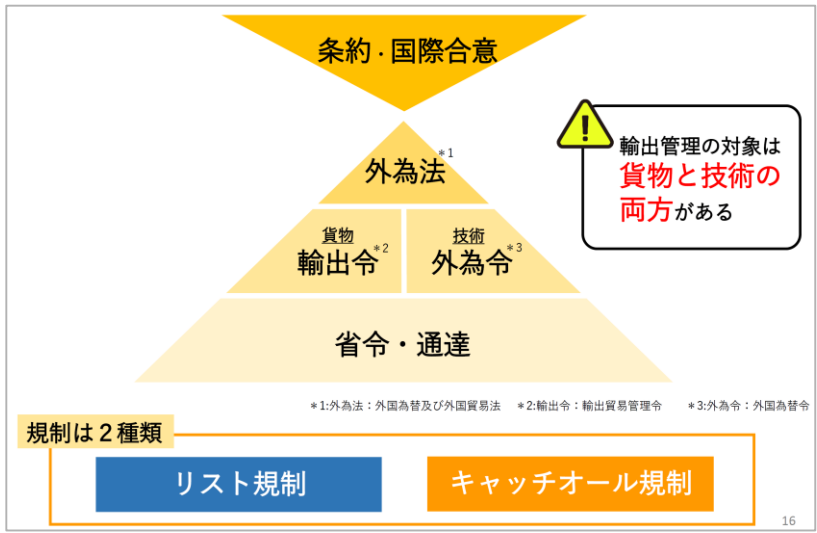 条約・国際合意
外為法*1
輸出管理の対象は
貨物と技術の
両方がある
貨物
輸出令*2
技術
外為令*3
省令・通達
*1:外為法：外国為替及び外国貿易法
*2:輸出令：輸出貿易管理令
*3:外為令：外国為替令
規制は２種類
リスト規制
キャッチオール規制
16